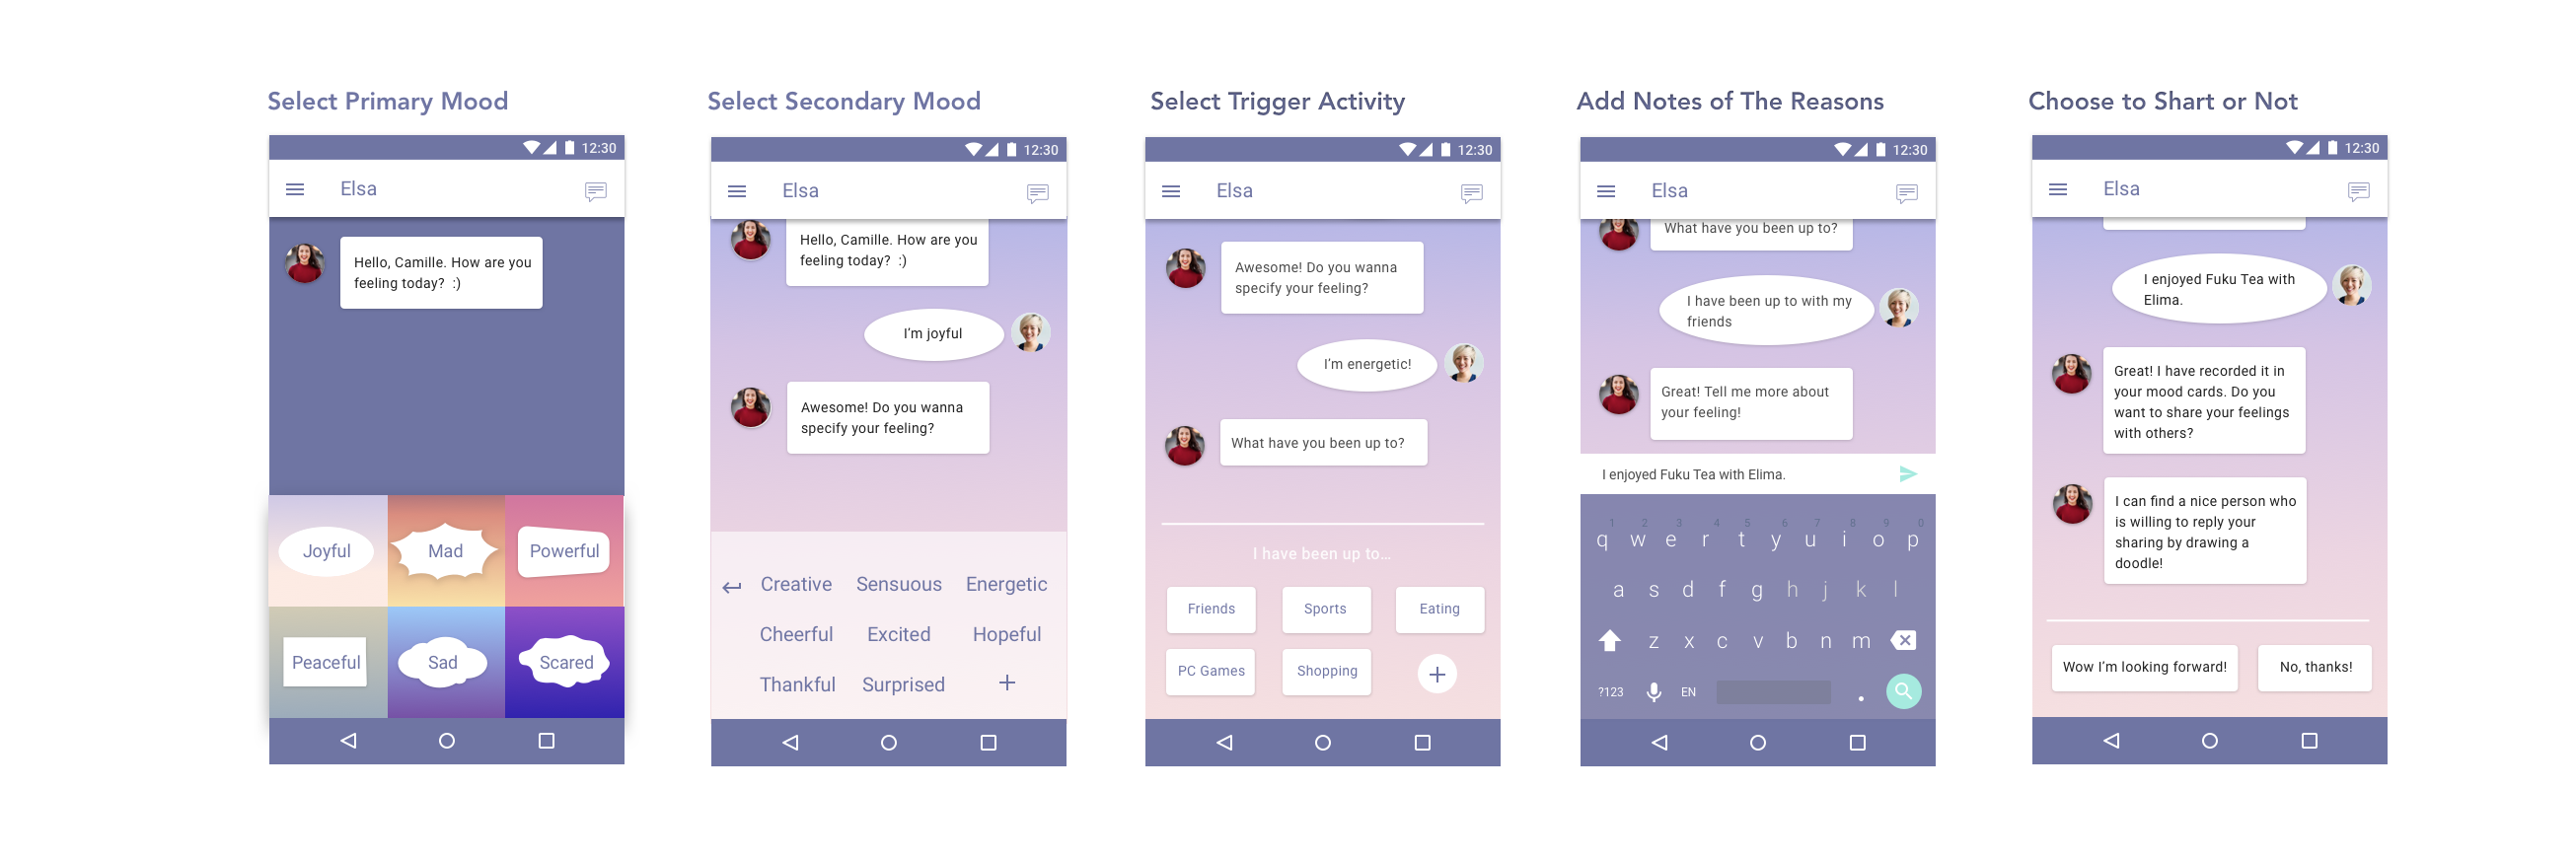 Select Primary Mood
12:30
Elsa
Hello, Camille. How are you
feeling today? :)
Joyful
Mad
Powerful
Peaceful
Sad
Scared
Select Secondary Mood
12:30
Elsa
Hello, Camille. How are you
feeling today? :)
I'm joyful
Awesome! Do you wanna
specify your feeling?
Creative Sensuous Energetic
Cheerful Excited Hopeful
Thankful Surprised +
Select Trigger Activity
12:30
Elsa
Awesome! Do you wanna
specify your feeling?
I'm energetic!
What have you been up to?
I have been up to...
Friends
Sports
Eating
PC Games
Shopping
+
Add Notes of The Reasons
12:30
Elsa
What have you been up to?
I have been up to with my
friends
Great! Tell me more about
your feeling!
I enjoyed Fuku Tea with Elima.
1 2 3 4 5 6 7 8 9 0
q w e r t y u i o p
a s d f g h j k l
z x c v b n m
?123 EN .
Choose to Shart or Not
12:30
Elsa
I enjoyed Fuku Tea with
Elima.
Great! I have recorded it in
your mood cards. Do you
want to share your feelings
with others?
I can find a nice person who
is willing to reply your
sharing by drawing a
doodle!
Wow I'm looking forward!
No, thanks!